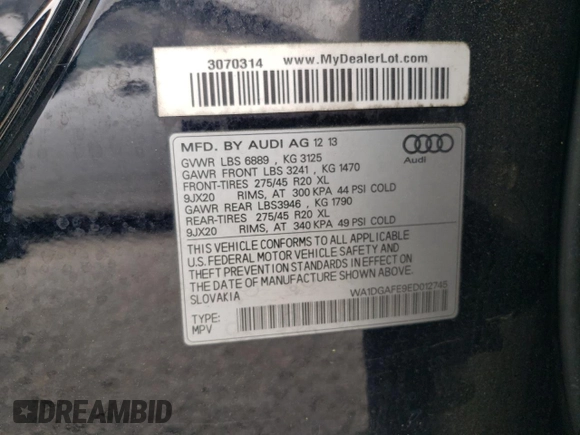 3070314 www.MyDealerLot.com
MFD. BY AUDI AG 12 13
GVWR LBS 6889 , KG 3125
GAWR FRONT LBS 3241 , KG 1470
FRONT-TIRES 275/45 R20 XL
9JX20 RIMS, AT 300 KPA 44 PSI COLD
GAWR REAR LBS3946 , KG 1790
REAR-TIRES 275/45 R20 XL
9JX20 RIMS, AT 340 KPA 49 PSI COLD
Audi
THIS VEHICLE CONFORMS TO ALL APPLICABLE
U.S. FEDERAL MOTOR VEHICLE SAFETY AND
THEFT PREVENTION STANDARDS IN EFFECT ON
THE DATE OF MANUFACTURE SHOWN ABOVE.
SLOVAKIA
WA1DGAFE9ED012745
TYPE:
MPV
DREAMBID